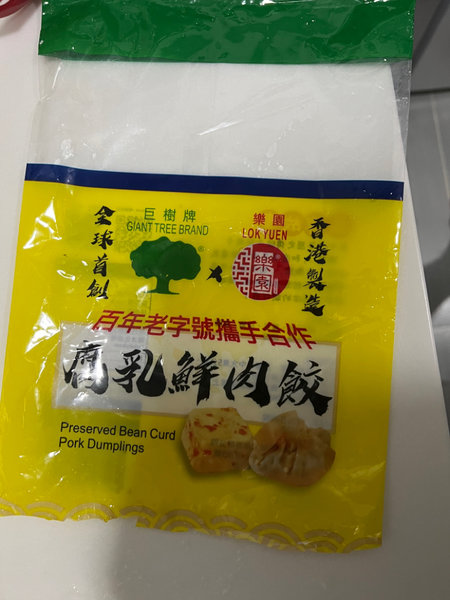 全球首創
巨樹牌
GIANT TREE BRAND
x
樂園
LOK YUEN
樂園
香港製造
百年老字號攜手合作
腐乳鮮肉餃
Preserved Bean Curd
Pork Dumplings